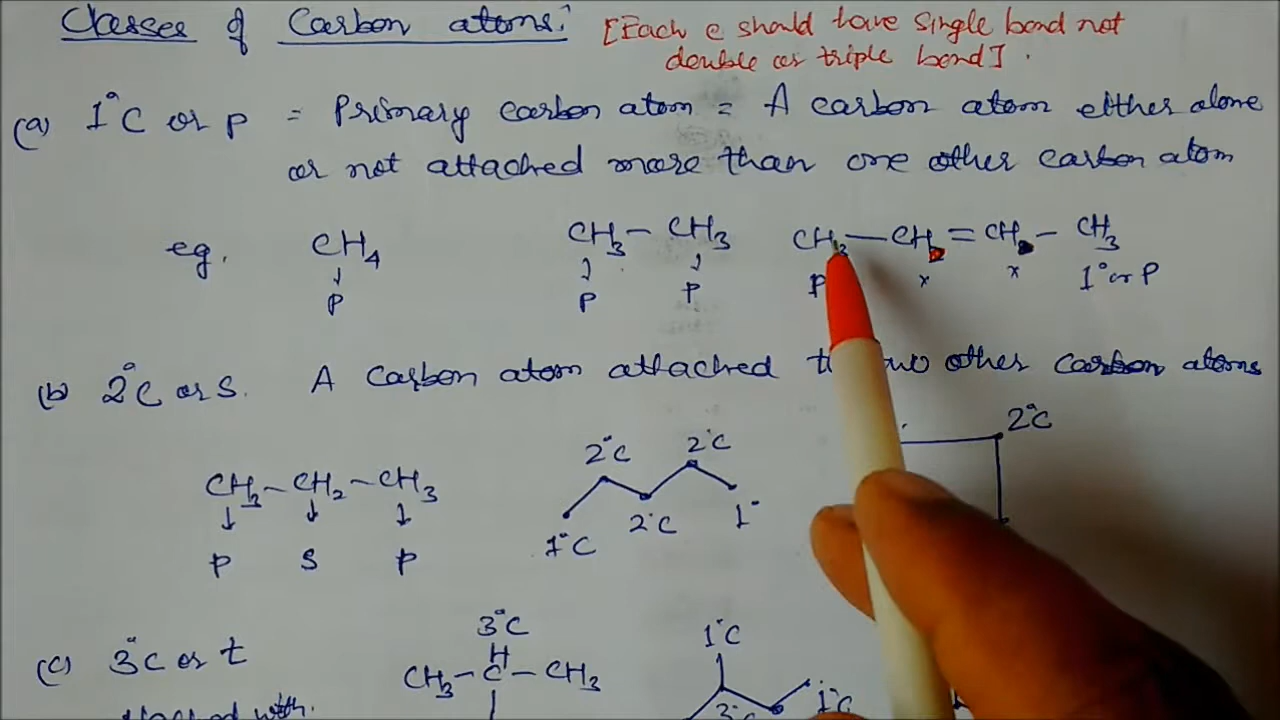 Classes of Carbon atoms: [Each c should have single bond not
double or triple bond].
(a) 1°C or p = Primary carbon atom = A carbon atom either alone
or not attached more than one other carbon atom
eg. CH₄ CH₃ – CH₃ CH₃ — CH = CH – CH₃
P P P P x x 1° or P
(b) 2°C or S. A carbon atom attached two other carbon atoms
2°C
2°C 2°C
CH₃ – CH₂ – CH₃
1°C 2°C 1°
P S P
3°C 1°C
(c) 3°C or t
H
CH₃ – C – CH₃
3°C 1°C
attached with.